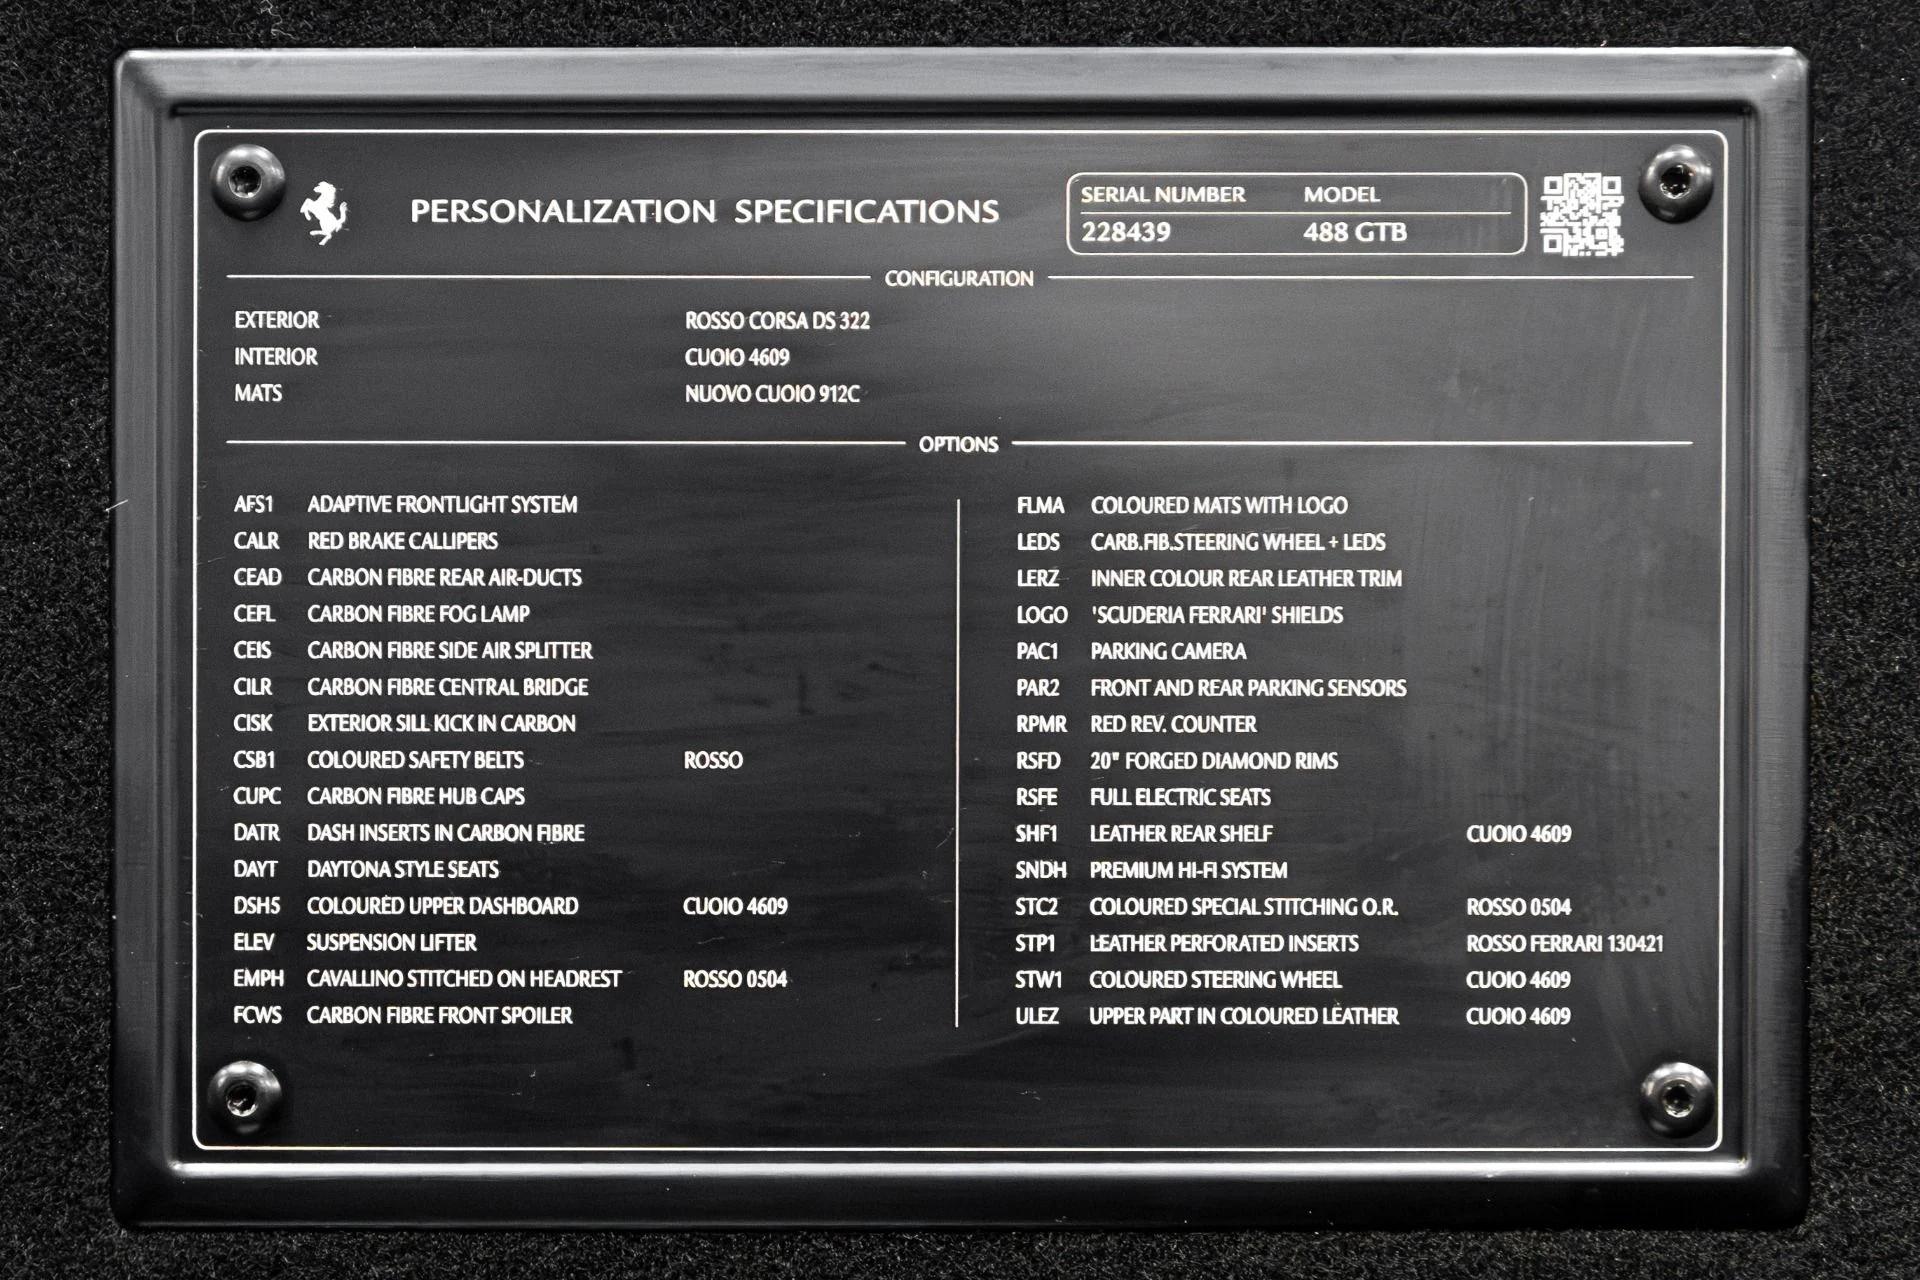 PERSONALIZATION SPECIFICATIONS
SERIAL NUMBER MODEL
228439 488 GTB
CONFIGURATION
EXTERIOR ROSSO CORSA DS 322
INTERIOR CUOIO 4609
MATS NUOVO CUOIO 912C
OPTIONS
AFS1 ADAPTIVE FRONTLIGHT SYSTEM
CALR RED BRAKE CALLIPERS
CEAD CARBON FIBRE REAR AIR-DUCTS
CEFL CARBON FIBRE FOG LAMP
CEIS CARBON FIBRE SIDE AIR SPLITTER
CILR CARBON FIBRE CENTRAL BRIDGE
CISK EXTERIOR SILL KICK IN CARBON
CSB1 COLOURED SAFETY BELTS ROSSO
CUPC CARBON FIBRE HUB CAPS
DATR DASH INSERTS IN CARBON FIBRE
DAYT DAYTONA STYLE SEATS
DSH5 COLOURED UPPER DASHBOARD CUOIO 4609
ELEV SUSPENSION LIFTER
EMPH CAVALLINO STITCHED ON HEADREST ROSSO 0504
FCWS CARBON FIBRE FRONT SPOILER
FLMA COLOURED MATS WITH LOGO
LEDS CARB.FIB.STEERING WHEEL + LEDS
LERZ INNER COLOUR REAR LEATHER TRIM
LOGO 'SCUDERIA FERRARI' SHIELDS
PAC1 PARKING CAMERA
PAR2 FRONT AND REAR PARKING SENSORS
RPMR RED REV. COUNTER
RSFD 20" FORGED DIAMOND RIMS
RSFE FULL ELECTRIC SEATS
SHF1 LEATHER REAR SHELF CUOIO 4609
SNDH PREMIUM HI-FI SYSTEM
STC2 COLOURED SPECIAL STITCHING O.R. ROSSO 0504
STP1 LEATHER PERFORATED INSERTS ROSSO FERRARI 130421
STW1 COLOURED STEERING WHEEL CUOIO 4609
ULEZ UPPER PART IN COLOURED LEATHER CUOIO 4609